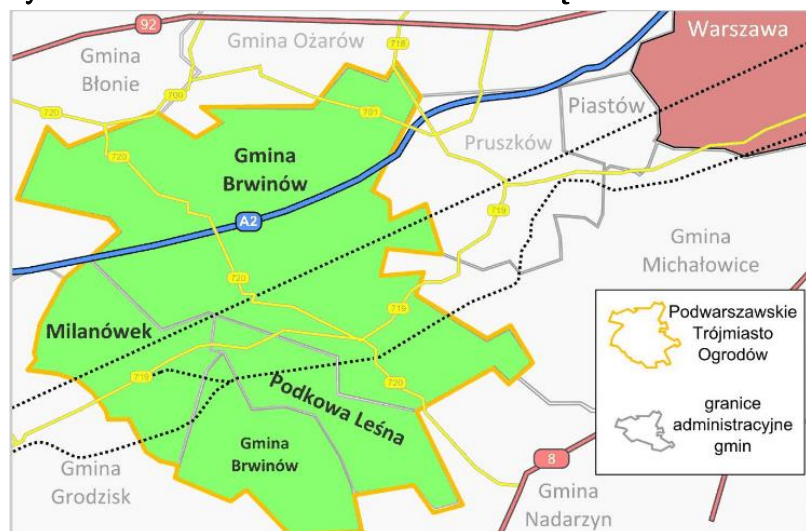 92
Gmina
Błonie
Gmina Ożarów
718
Warszawa
720
700
701
Piastów
Pruszków
720
Gmina
Brwinów
719
A2
Gmina
Michałowice
720
Milanówek
719
719
Podkowa Leśna
720
Gmina
Brwinów
Gmina
Grodzisk
8
Gmina
Nadarzyn
Podwarszawskie
Trójmiasto
Ogrodów
granice
administracyjne
gmin